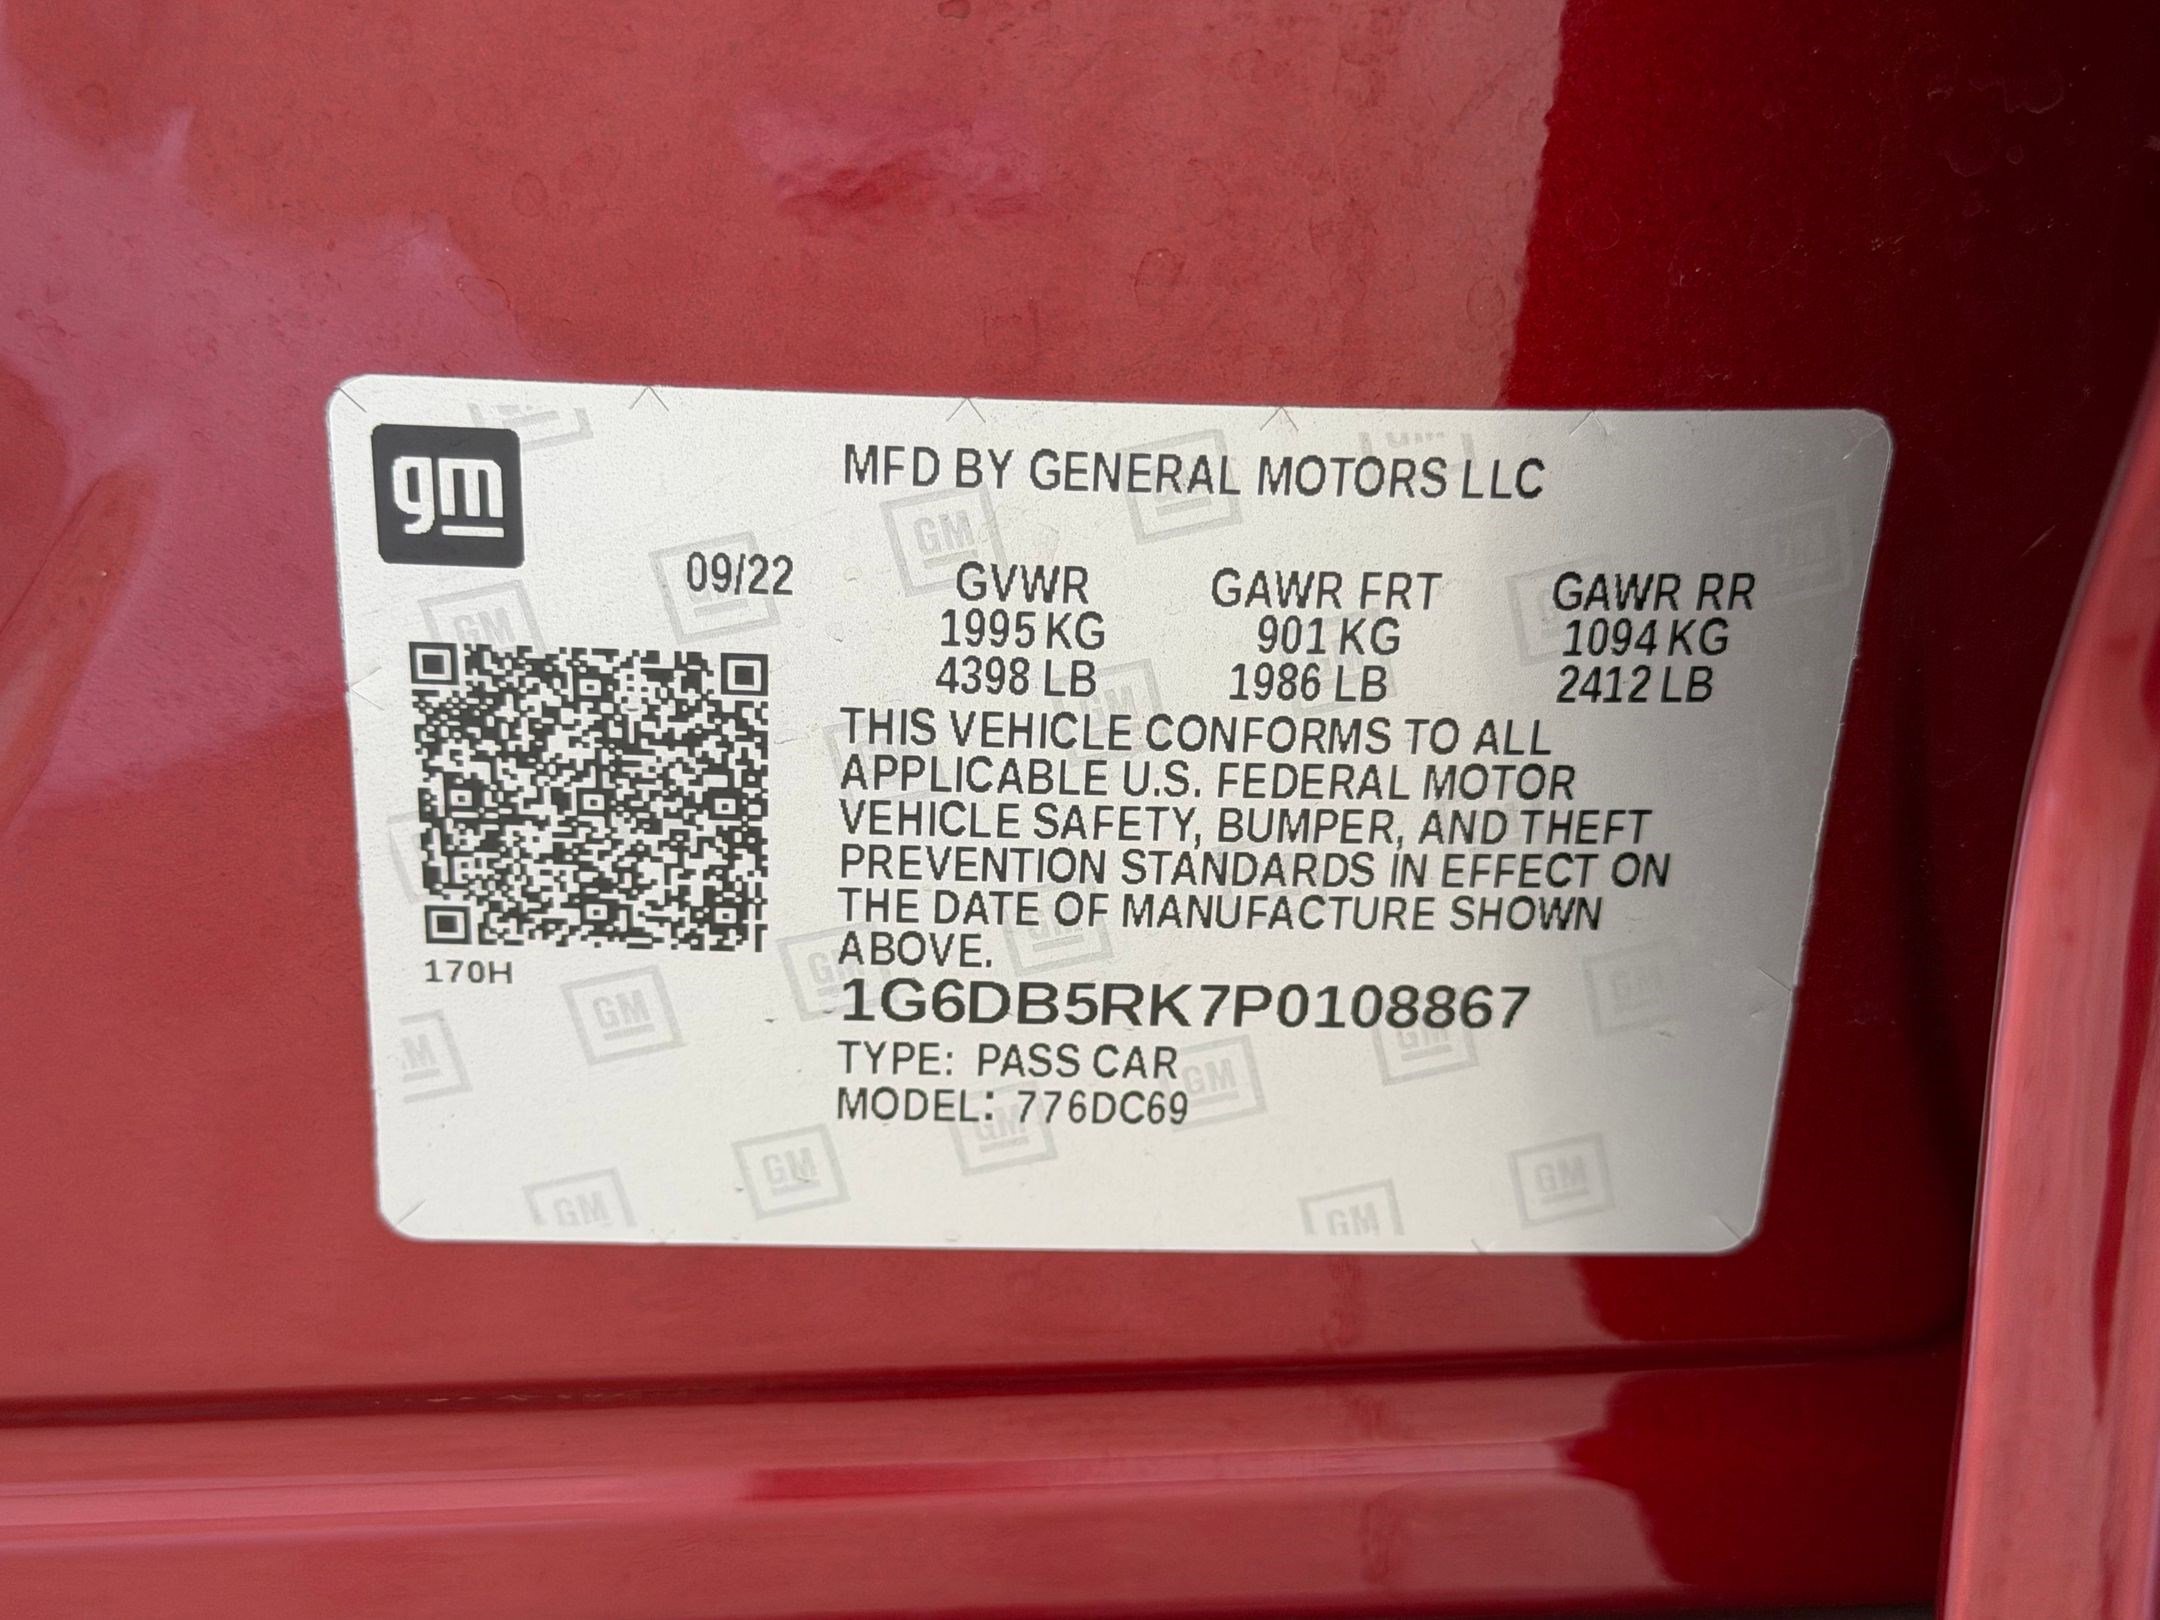 gm
MFD BY GENERAL MOTORS LLC
09/22
GVWR GAWR FRT GAWR RR
1995 KG 901 KG 1094 KG
4398 LB 1986 LB 2412 LB
THIS VEHICLE CONFORMS TO ALL
APPLICABLE U.S. FEDERAL MOTOR
VEHICLE SAFETY, BUMPER, AND THEFT
PREVENTION STANDARDS IN EFFECT ON
THE DATE OF MANUFACTURE SHOWN
ABOVE.
170H
1G6DB5RK7P0108867
TYPE: PASS CAR
MODEL: 776DC69